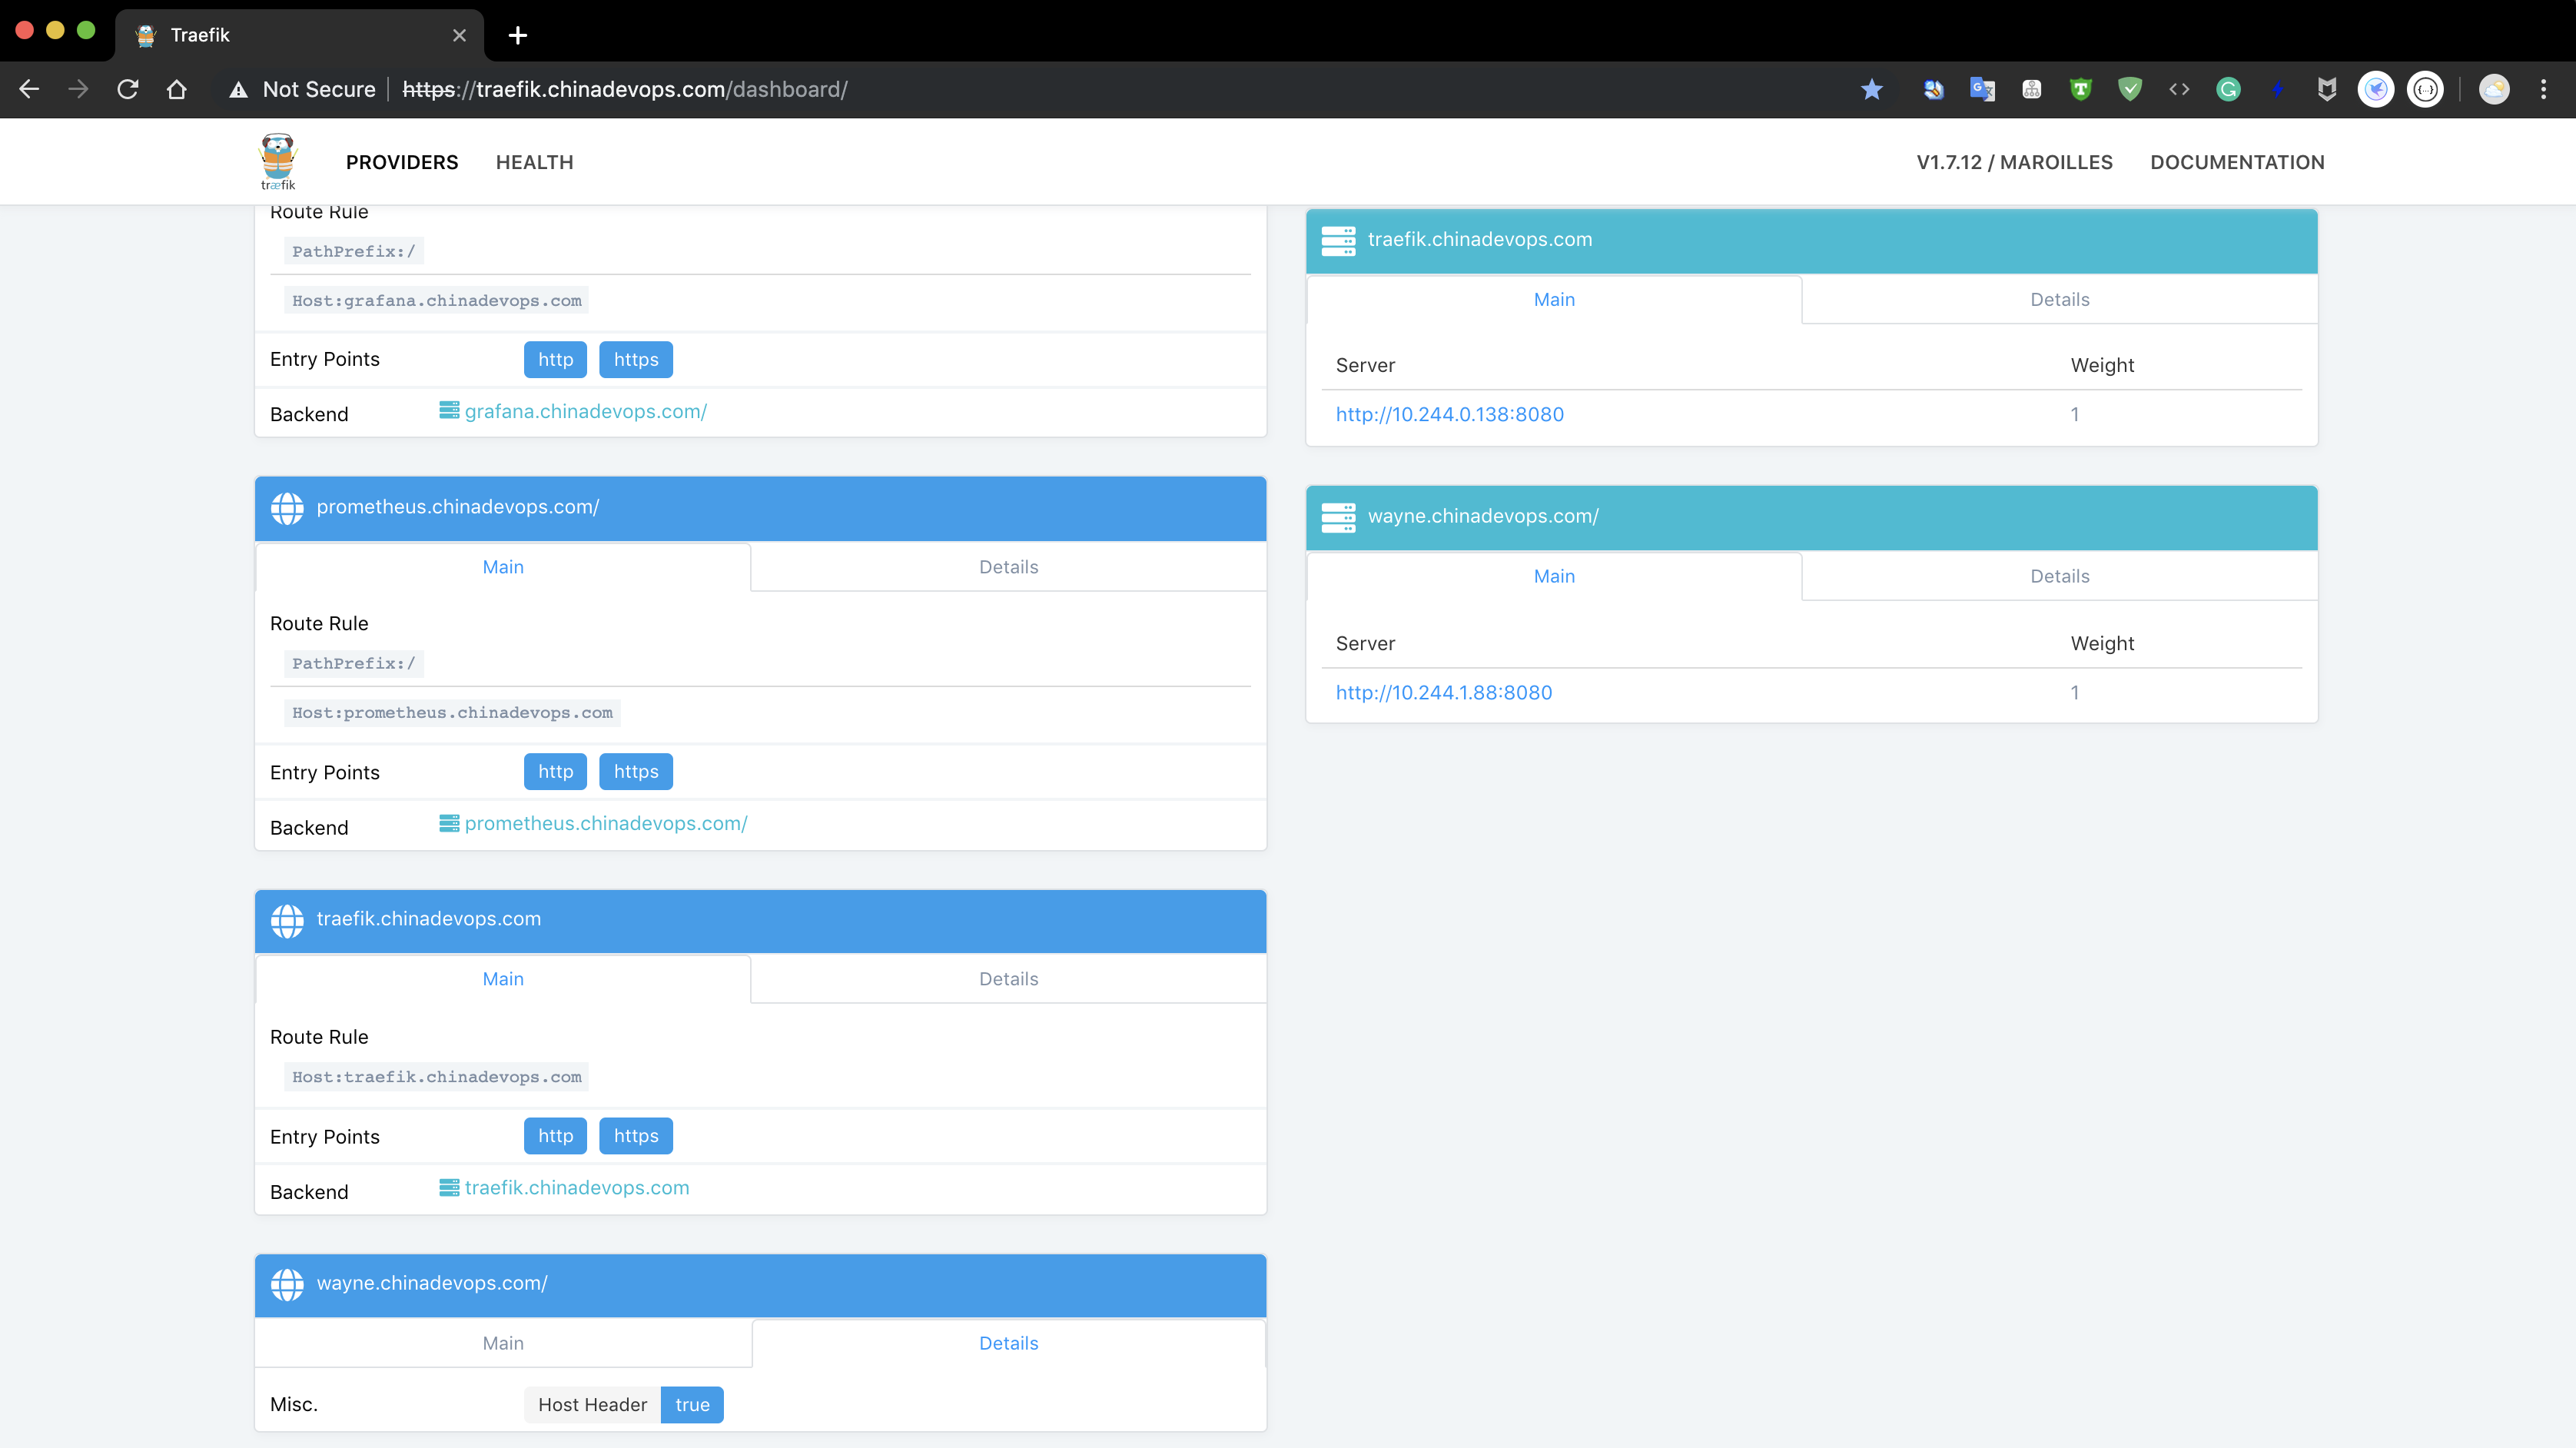 Traefik
Not Secure https://traefik.chinadevops.com/dashboard/
træfik
PROVIDERS HEALTH V1.7.12 / MAROILLES DOCUMENTATION
Route Rule
PathPrefix:/
Host:grafana.chinadevops.com
Entry Points http https
Backend grafana.chinadevops.com/
prometheus.chinadevops.com/
Main Details
Route Rule
PathPrefix:/
Host:prometheus.chinadevops.com
Entry Points http https
Backend prometheus.chinadevops.com/
traefik.chinadevops.com
Main Details
Route Rule
Host:traefik.chinadevops.com
Entry Points http https
Backend traefik.chinadevops.com
wayne.chinadevops.com/
Main Details
Misc. Host Header true
traefik.chinadevops.com
Main Details
Server Weight
http://10.244.0.138:8080 1
wayne.chinadevops.com/
Main Details
Server Weight
http://10.244.1.88:8080 1